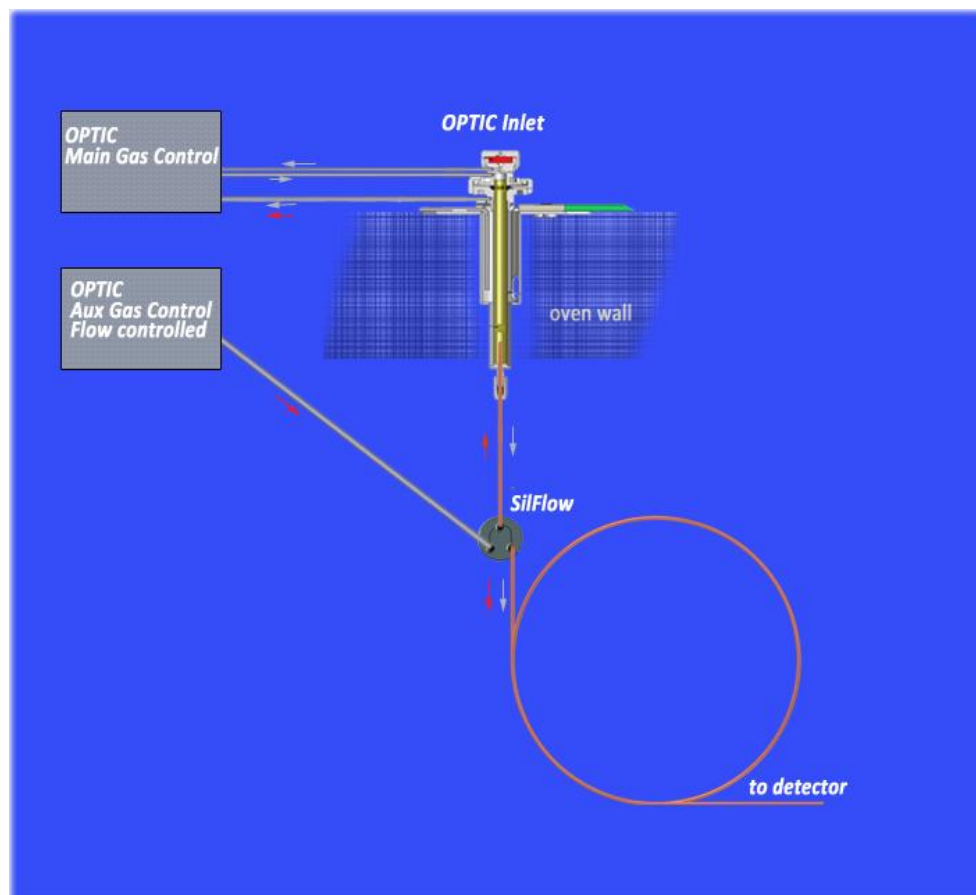 OPTIC Inlet
OPTIC
Main Gas Control
OPTIC
Aux Gas Control
Flow controlled
oven wall
SilFlow
to detector